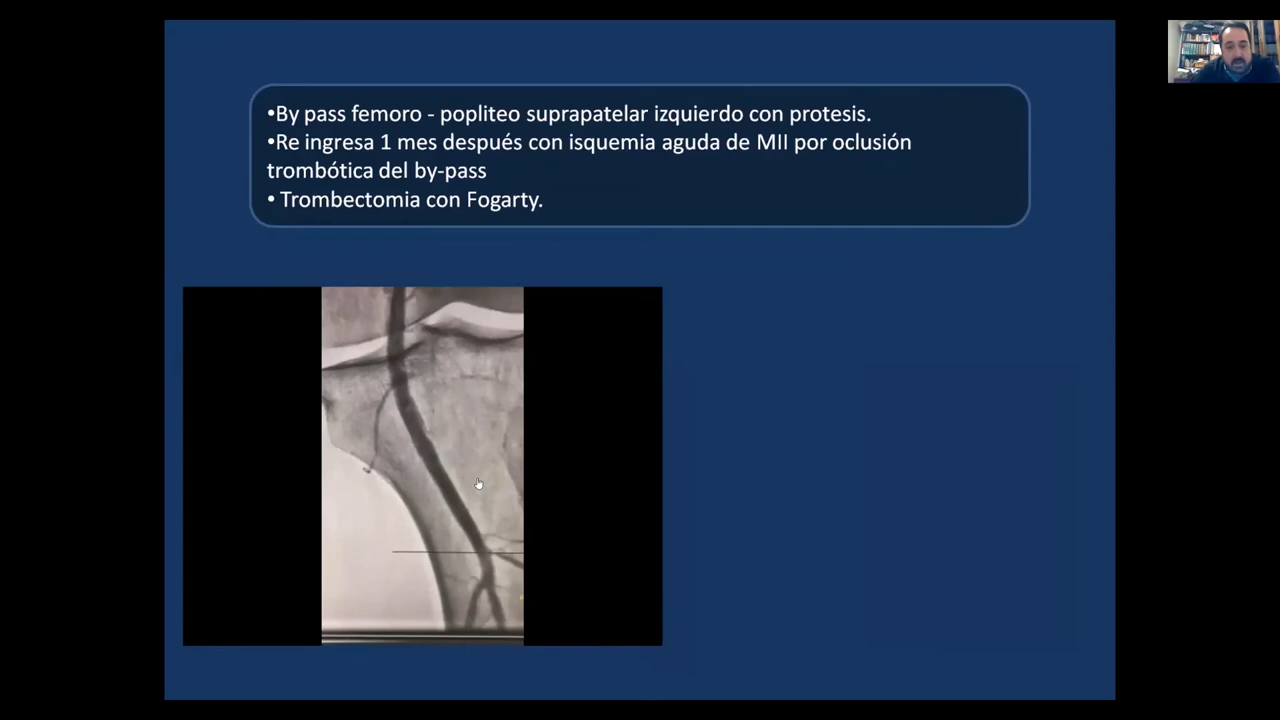 •By pass femoro - popliteo suprapatelar izquierdo con protesis.
•Re ingresa 1 mes después con isquemia aguda de MII por oclusión
trombótica del by-pass
• Trombectomia con Fogarty.